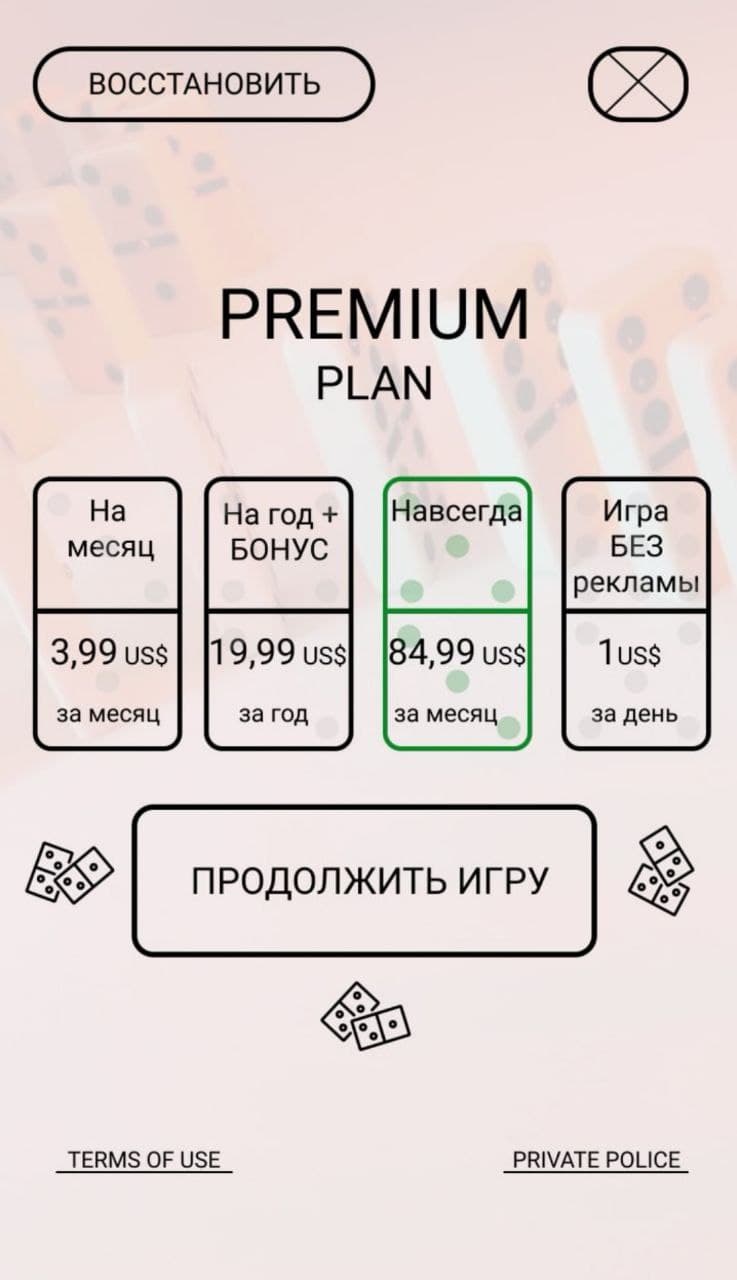 ВОССТАНОВИТЬ
PREMIUM
PLAN
На
месяц
3,99 US$
за месяц
На год +
БОНУС
19,99 US$
за год
Навсегда
84,99 US$
за месяц
Игра
БЕЗ
рекламы
1US$
за день
ПРОДОЛЖИТЬ ИГРУ
TERMS OF USE
PRIVATE POLICE